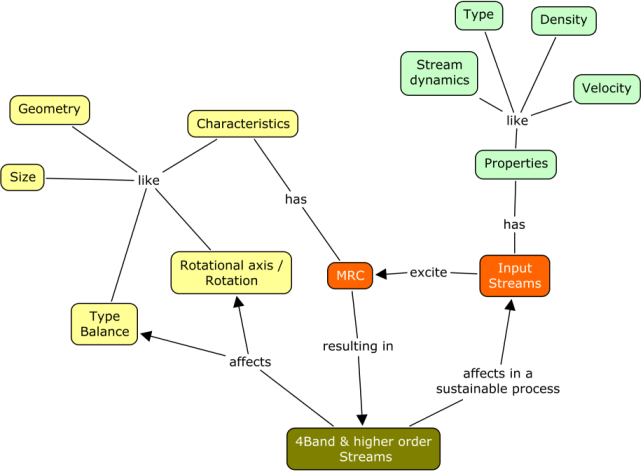 Type
Density
Stream
dynamics
Velocity
Geometry
Characteristics
like
Properties
Size
like
has
has
Rotational axis /
Rotation
MRC
excite
Input
Streams
Type
Balance
resulting in
affects
affects in a
sustainable process
4Band & higher order
Streams